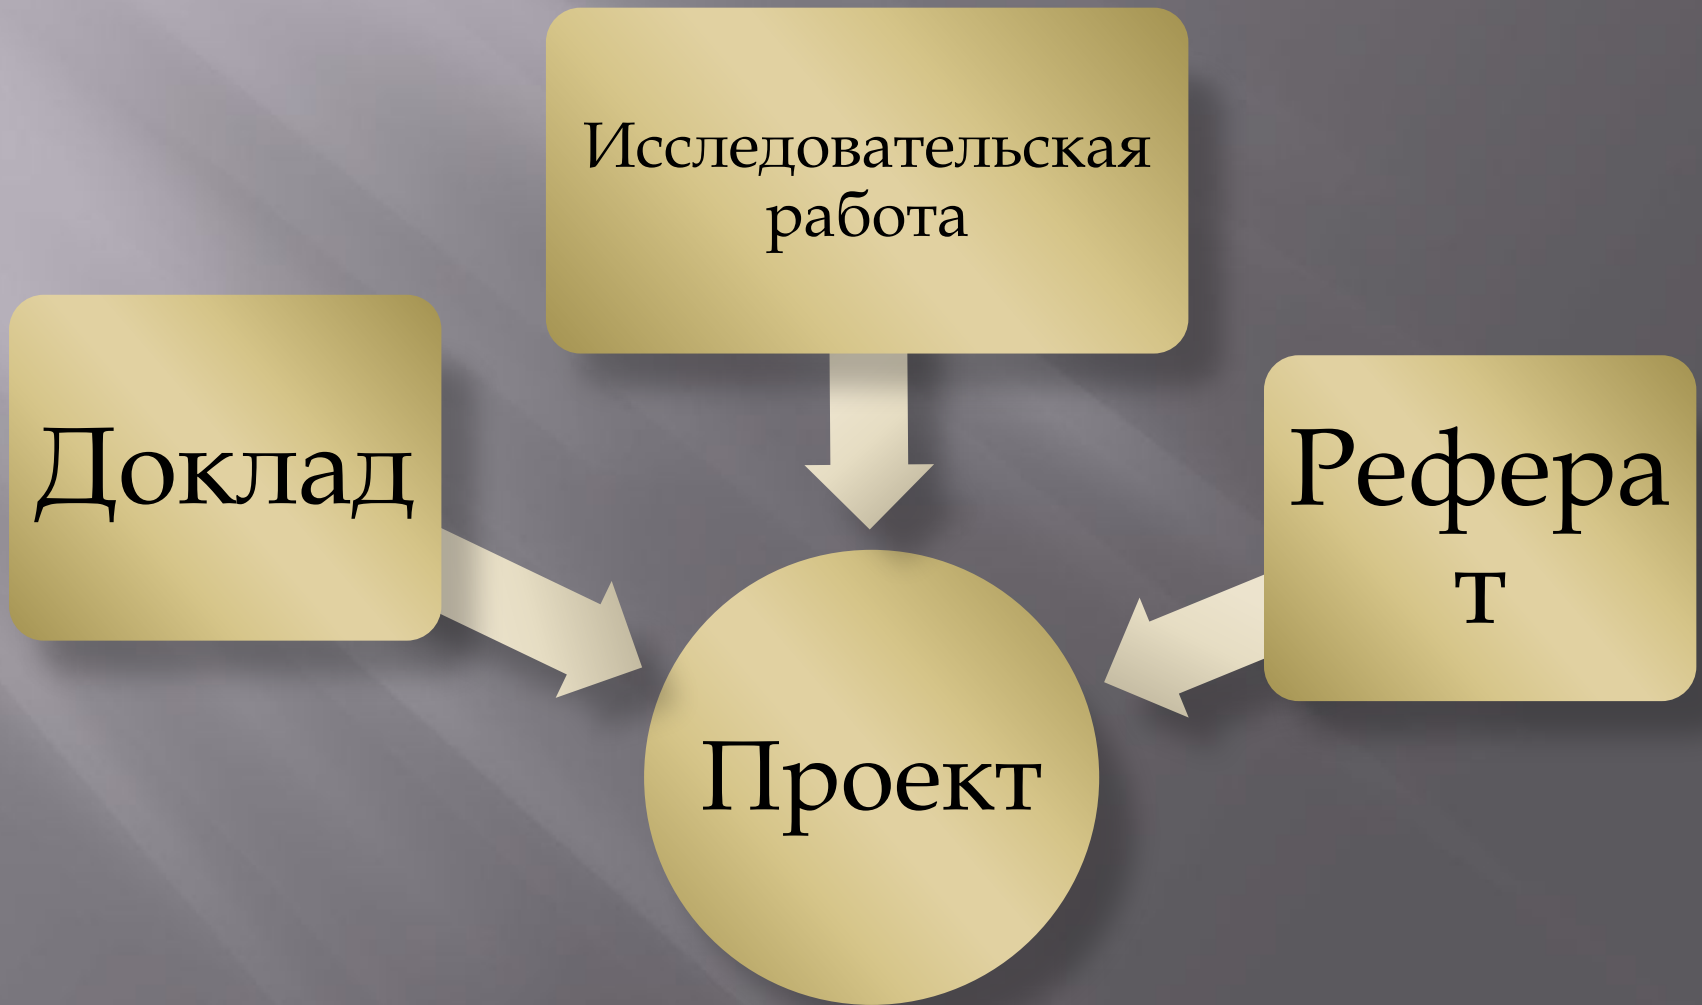 Исследовательская
работа
Доклад
Рефера
т
Проект